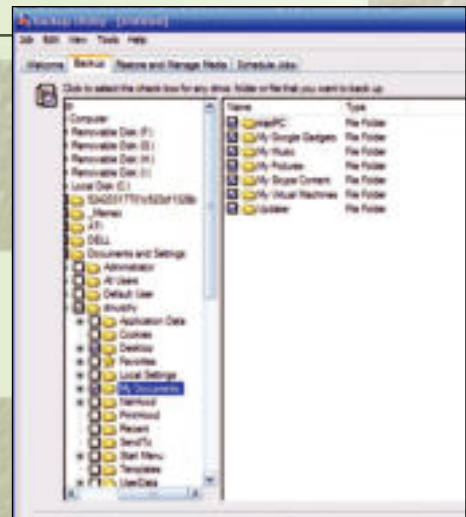 Backup Utility - [Untitled]
Job Edit View Tools Help
Welcome Backup Restore and Manage Media Schedule Jobs
Click to select the check box for any drive, folder or file that you want to back up.
Name Type
Computer
Removable Disk (F:)
Removable Disk (G:)
Removable Disk (H:)
Removable Disk (I:)
Local Disk (C:)
_Memeo
ATI
DELL
Documents and Settings
Administrator
All Users
Default User
Application Data
Cookies
Desktop
Favorites
Local Settings
My Documents
NetHood
PrintHood
Recent
SendTo
Start Menu
Templates
UserData
File Folder
My Google Gadgets File Folder
My Music File Folder
My Pictures File Folder
My Skype Content File Folder
My Virtual Machines File Folder
Updater File Folder